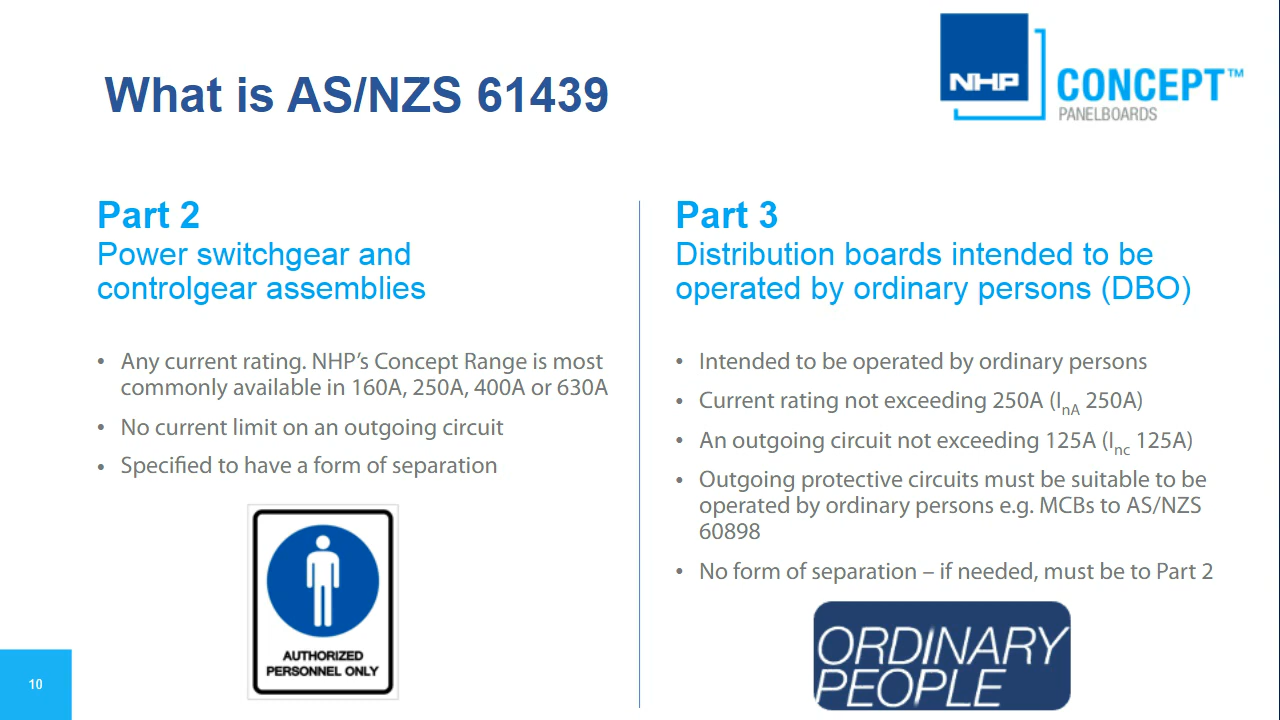 What is AS/NZS 61439
NHP
CONCEPT™
PANELBOARDS
Part 2
Power switchgear and
controlgear assemblies
• Any current rating. NHP’s Concept Range is most
commonly available in 160A, 250A, 400A or 630A
• No current limit on an outgoing circuit
• Specified to have a form of separation
AUTHORIZED
PERSONNEL ONLY
Part 3
Distribution boards intended to be
operated by ordinary persons (DBO)
• Intended to be operated by ordinary persons
• Current rating not exceeding 250A (InA 250A)
• An outgoing circuit not exceeding 125A (Inc 125A)
• Outgoing protective circuits must be suitable to be
operated by ordinary persons e.g. MCBs to AS/NZS
60898
• No form of separation – if needed, must be to Part 2
ORDINARY
PEOPLE
10